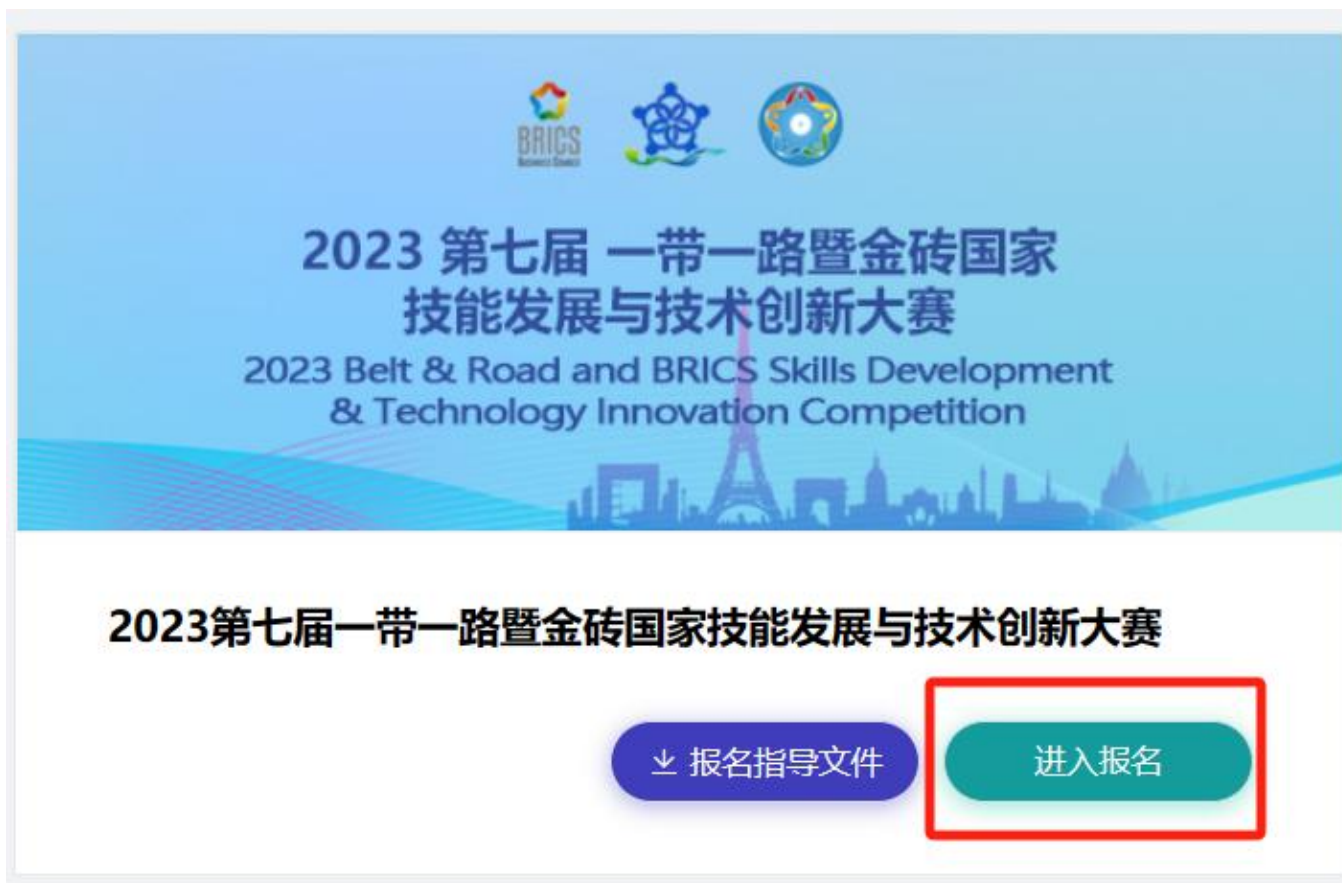 BRICS
2023 第七届 一带一路暨金砖国家
技能发展与技术创新大赛
2023 Belt & Road and BRICS Skills Development
& Technology Innovation Competition
2023第七届一带一路暨金砖国家技能发展与技术创新大赛
报名指导文件
进入报名